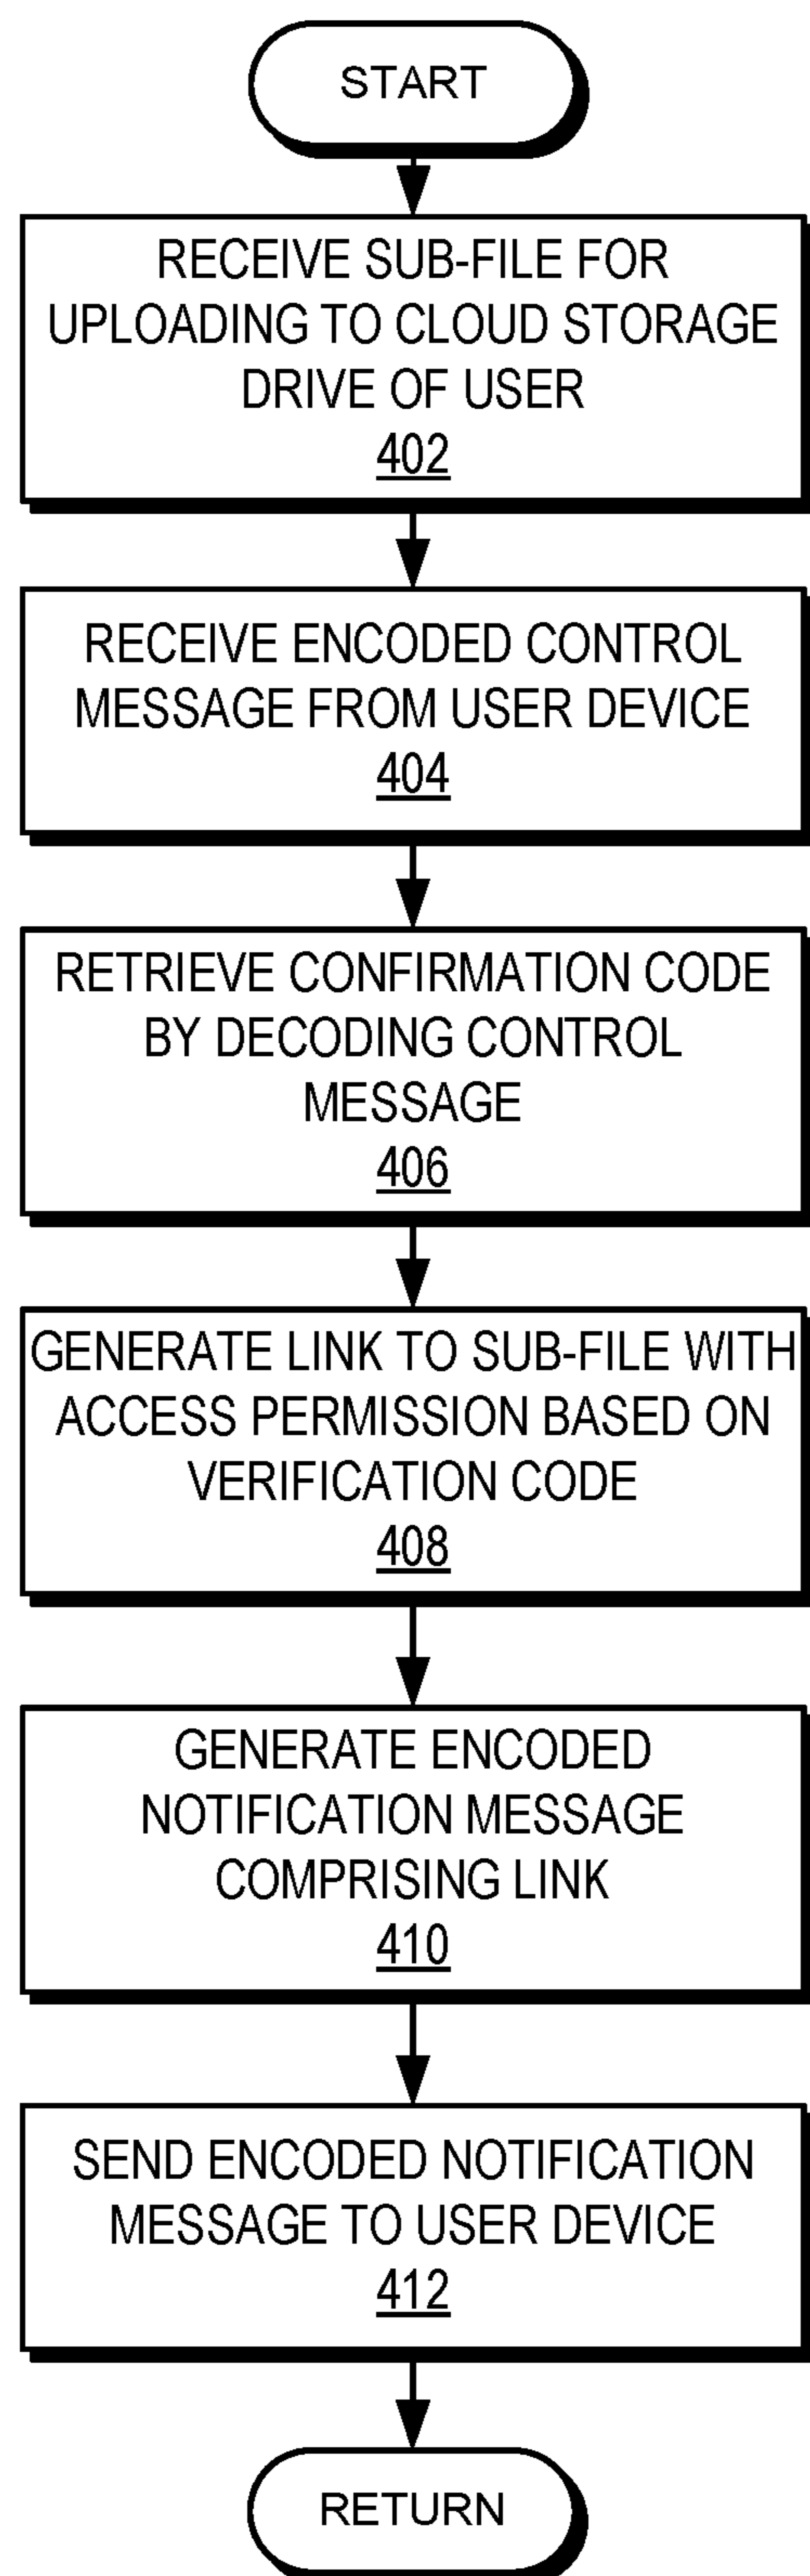 START
RECEIVE SUB-FILE FOR
UPLOADING TO CLOUD STORAGE
DRIVE OF USER
402
RECEIVE ENCODED CONTROL
MESSAGE FROM USER DEVICE
404
RETRIEVE CONFIRMATION CODE
BY DECODING CONTROL
MESSAGE
406
GENERATE LINK TO SUB-FILE WITH
ACCESS PERMISSION BASED ON
VERIFICATION CODE
408
GENERATE ENCODED
NOTIFICATION MESSAGE
COMPRISING LINK
410
SEND ENCODED NOTIFICATION
MESSAGE TO USER DEVICE
412
RETURN